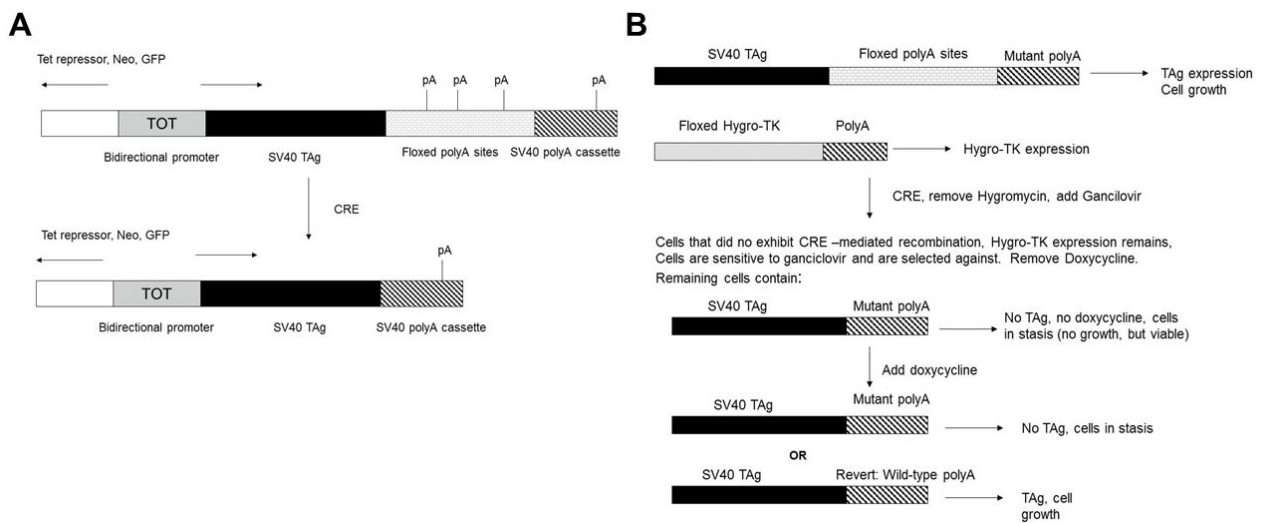 A
Tet repressor, Neo, GFP
pA
pA
pA
pA
TOT
Bidirectional promoter
SV40 TAg
Floxed polyA sites
SV40 polyA cassette
CRE
Tet repressor, Neo, GFP
pA
TOT
Bidirectional promoter
SV40 TAg
SV40 polyA cassette
B
SV40 TAg
Floxed polyA sites
Mutant polyA
TAg expression
Cell growth
Floxed Hygro-TK
PolyA
Hygro-TK expression
CRE, remove Hygromycin, add Gancilovir
Cells that did no exhibit CRE –mediated recombination, Hygro-TK expression remains,
Cells are sensitive to ganciclovir and are selected against. Remove Doxycycline.
Remaining cells contain:
SV40 TAg
Mutant polyA
No TAg, no doxycycline, cells
in stasis (no growth, but viable)
Add doxycycline
SV40 TAg
Mutant polyA
No TAg, cells in stasis
OR
SV40 TAg
Revert: Wild-type polyA
TAg, cell
growth